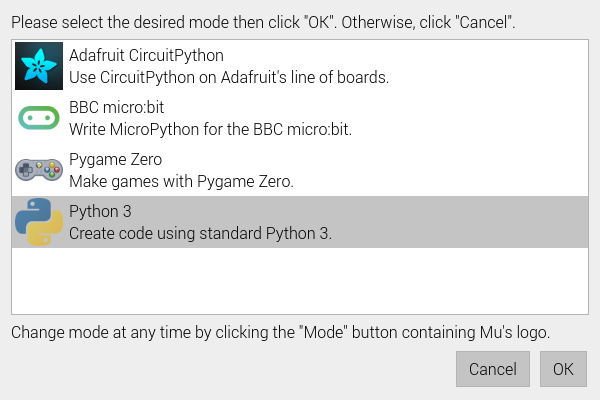 Please select the desired mode then click "OK". Otherwise, click "Cancel".
Adafruit CircuitPython
Use CircuitPython on Adafruit's line of boards.
BBC micro:bit
Write MicroPython for the BBC micro:bit.
Pygame Zero
Make games with Pygame Zero.
Python 3
Create code using standard Python 3.
Change mode at any time by clicking the "Mode" button containing Mu's logo.
Cancel
OK